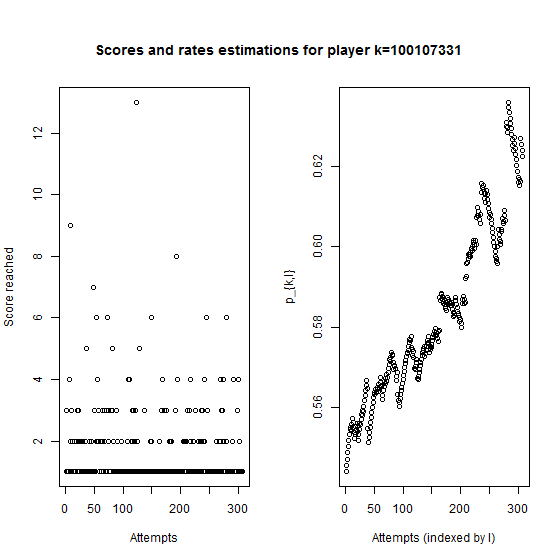 Scores and rates estimations for player k=100107331
Score reached
2 4 6 8 10 12
0 50 100 200 300
Attempts
p_{k,l}
0.56 0.58 0.60 0.62
0 50 100 200 300
Attempts (indexed by l)